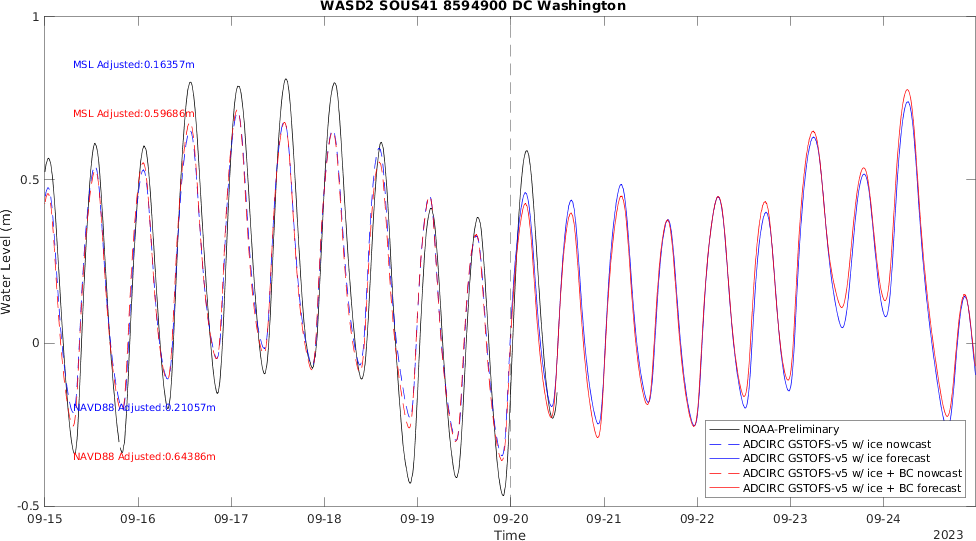 WASD2 SOUS41 8594900 DC Washington
1
MSL Adjusted:0.16357m
MSL Adjusted:0.59686m
0.5
Water Level (m)
0
NAVD88 Adjusted:0.21057m
NAVD88 Adjusted:0.64386m
NOAA-Preliminary
ADCIRC GSTOFS-v5 w/ ice nowcast
ADCIRC GSTOFS-v5 w/ ice forecast
ADCIRC GSTOFS-v5 w/ ice + BC nowcast
ADCIRC GSTOFS-v5 w/ ice + BC forecast
-0.5
09-15 09-16 09-17 09-18 09-19 09-20 09-21 09-22 09-23 09-24
Time
2023